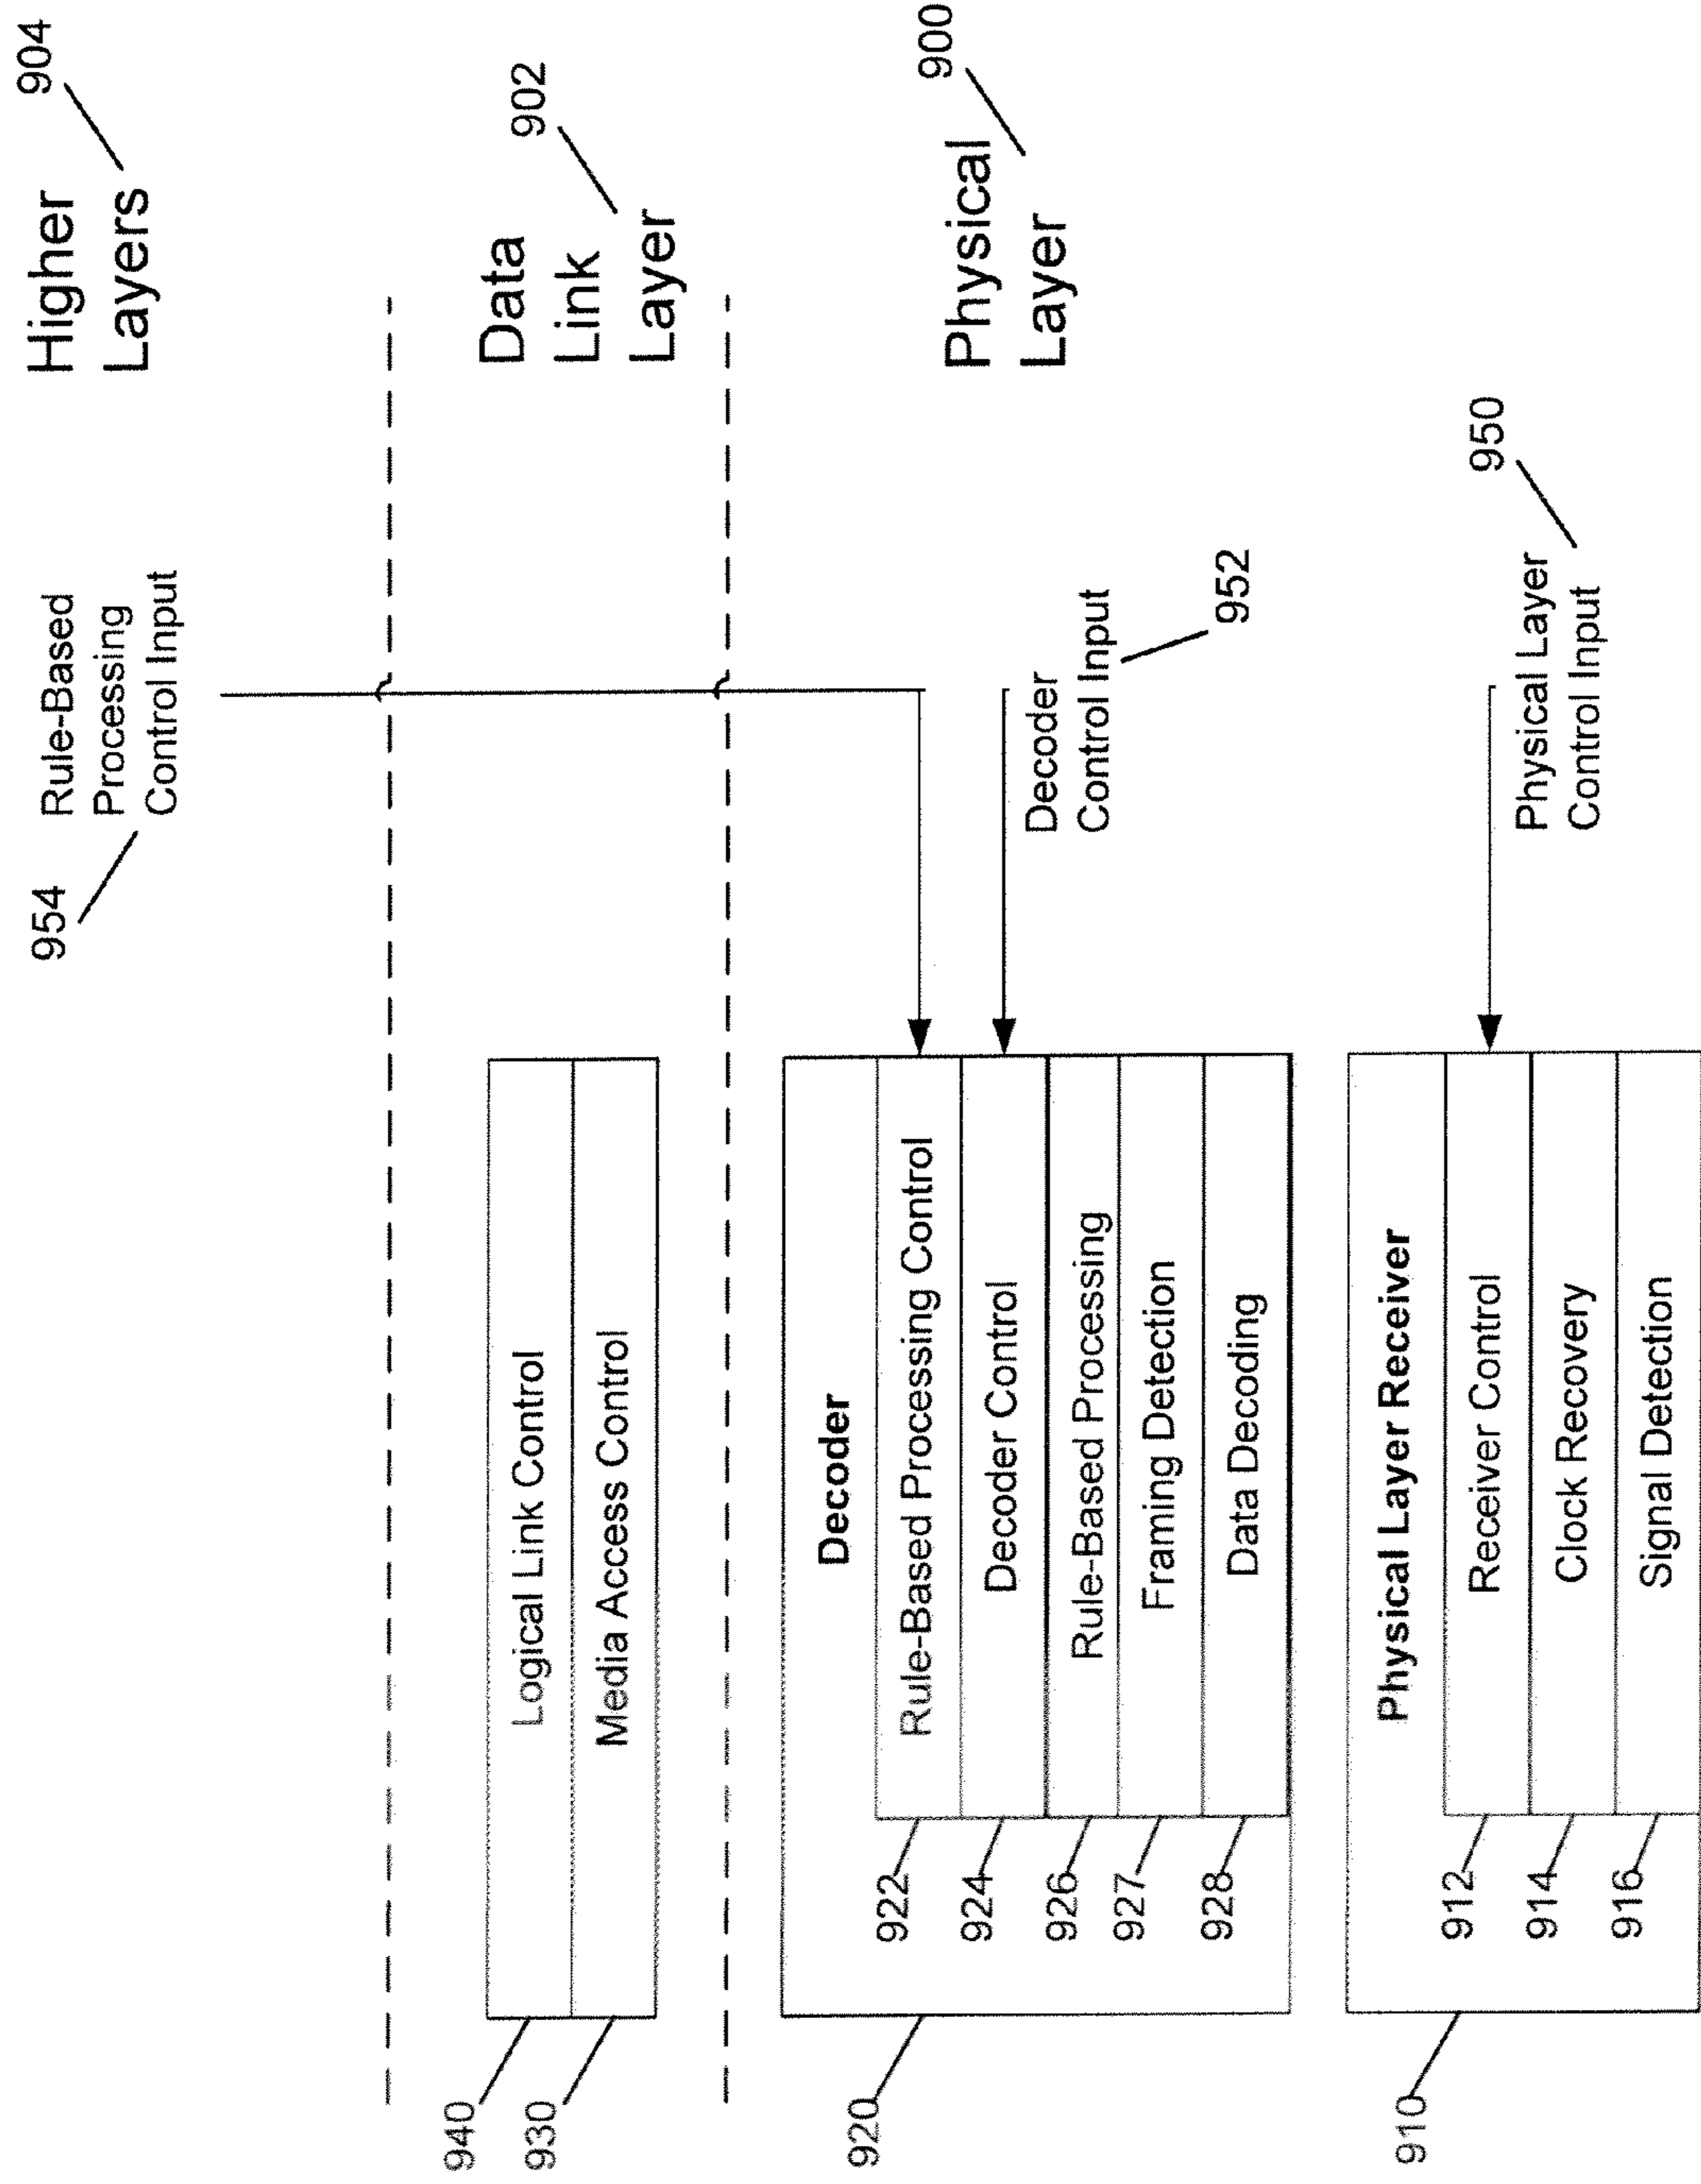 Higher
Layers
904
Rule-Based
Processing
Control Input
954
Data
Link
Layer
902
Logical Link Control
Media Access Control
940
930
Physical
Layer
900
Decoder
Rule-Based Processing Control
Decoder Control
Rule-Based Processing
Framing Detection
Data Decoding
922
924
926
927
928
920
Decoder
Control Input
952
Physical Layer Receiver
Receiver Control
Clock Recovery
Signal Detection
912
914
916
910
Physical Layer
Control Input
950